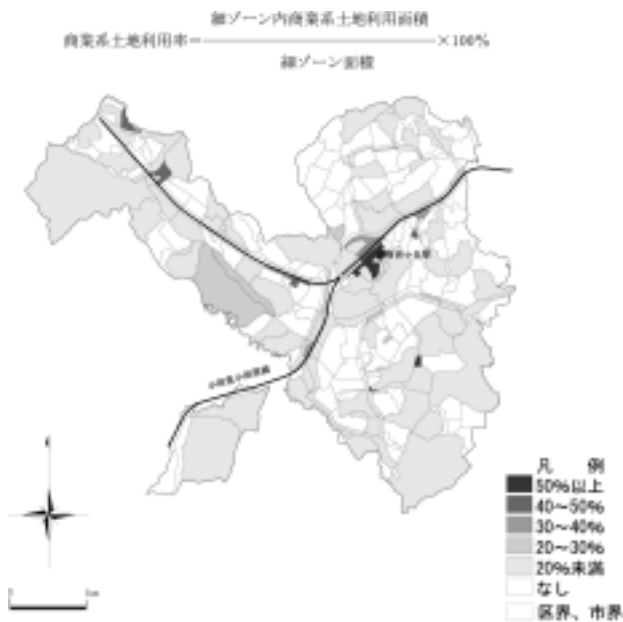 細ゾーン内商業系土地利用面積
商業系土地利用率=
×100%
細ゾーン面積
凡 例
50%以上
40~50%
30~40%
20~30%
20%未満
なし
区界、市界